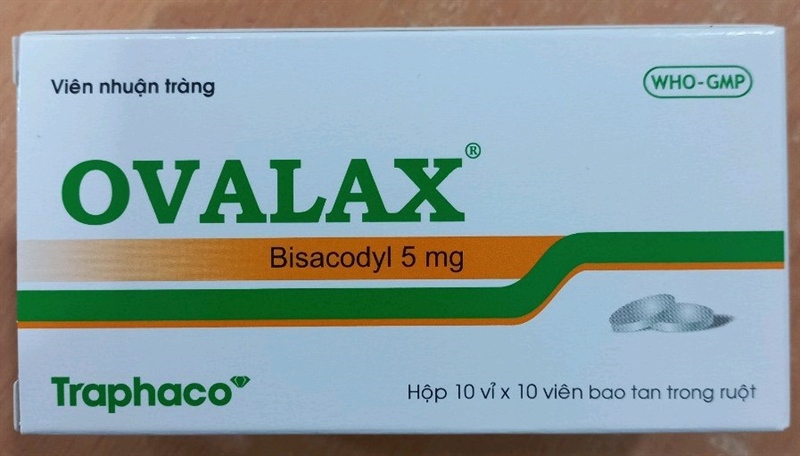 Viên nhuận tràng
WHO-GMP
OVALAX®
Bisacodyl 5 mg
Traphaco
Hộp 10 vỉ x 10 viên bao tan trong ruột